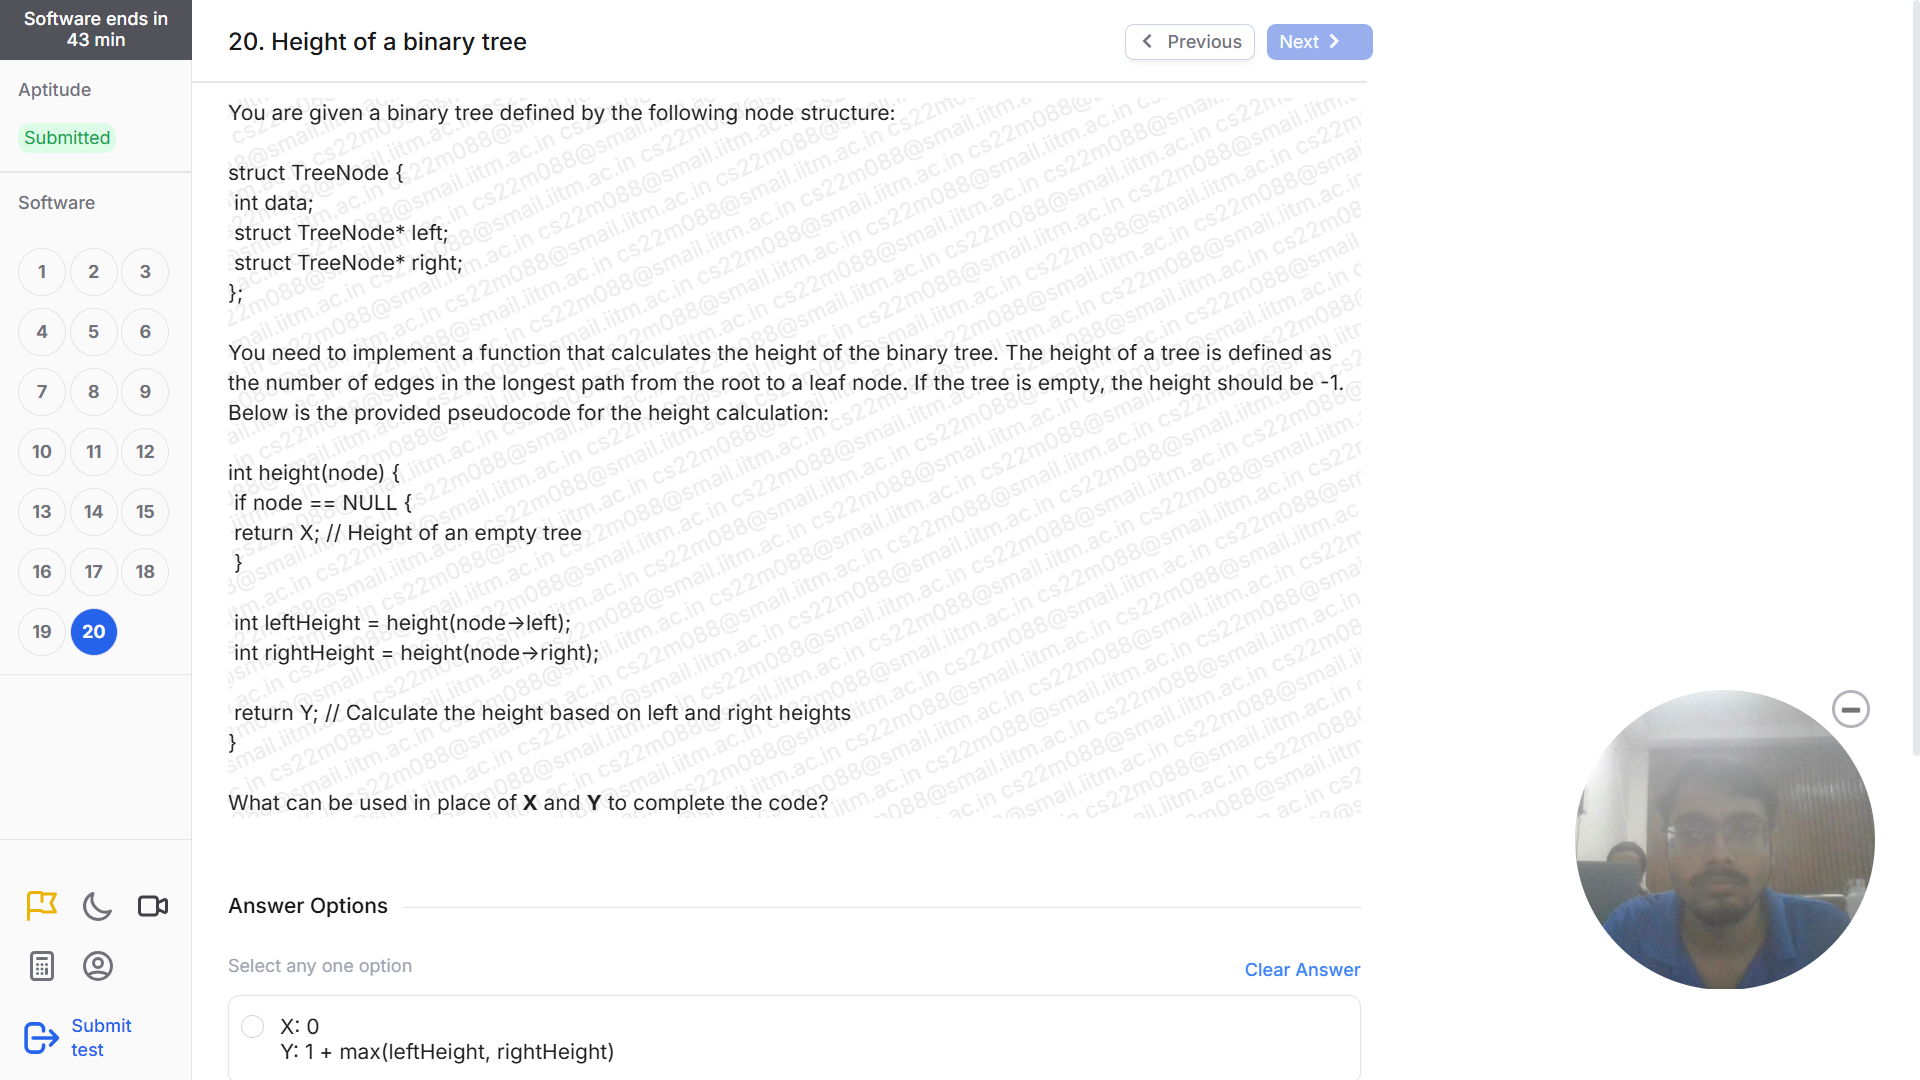 Software ends in
43 min
20. Height of a binary tree
Previous
Next
Aptitude
Submitted
Software
1 2 3
4 5 6
7 8 9
10 11 12
13 14 15
16 17 18
19 20
Submit
test
You are given a binary tree defined by the following node structure:
struct TreeNode {
int data;
struct TreeNode* left;
struct TreeNode* right;
};
You need to implement a function that calculates the height of the binary tree. The height of a tree is defined as
the number of edges in the longest path from the root to a leaf node. If the tree is empty, the height should be -1.
Below is the provided pseudocode for the height calculation:
int height(node) {
if node == NULL {
return X; // Height of an empty tree
}
int leftHeight = height(node→left);
int rightHeight = height(node→right);
return Y; // Calculate the height based on left and right heights
}
What can be used in place of X and Y to complete the code?
cs22m088@smail.iitm.ac.in
Answer Options
Select any one option
Clear Answer
X: 0
Y: 1 + max(leftHeight, rightHeight)